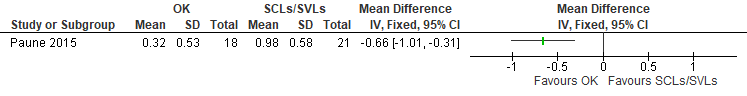 OK SCLs/SVLs Mean Difference Mean Difference
Study or Subgroup Mean SD Total Mean SD Total IV, Fixed, 95% CI IV, Fixed, 95% CI
Paune 2015 0.32 0.53 18 0.98 0.58 21 -0.66 [-1.01, -0.31]
-1 -0.5 0 0.5 1
Favours OK Favours SCLs/SVLs